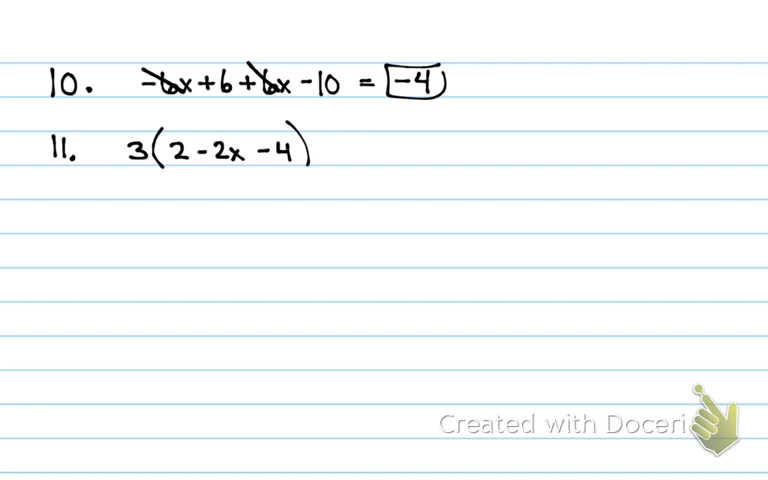 10. -6x + 6 + 6x - 10 = -4
11. 3(2 - 2x - 4)
Created with Doceri